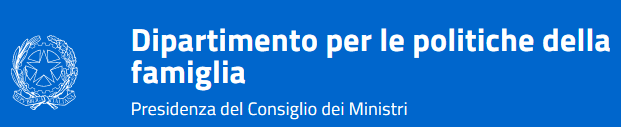 Dipartimento per le politiche della
famiglia
Presidenza del Consiglio dei Ministri